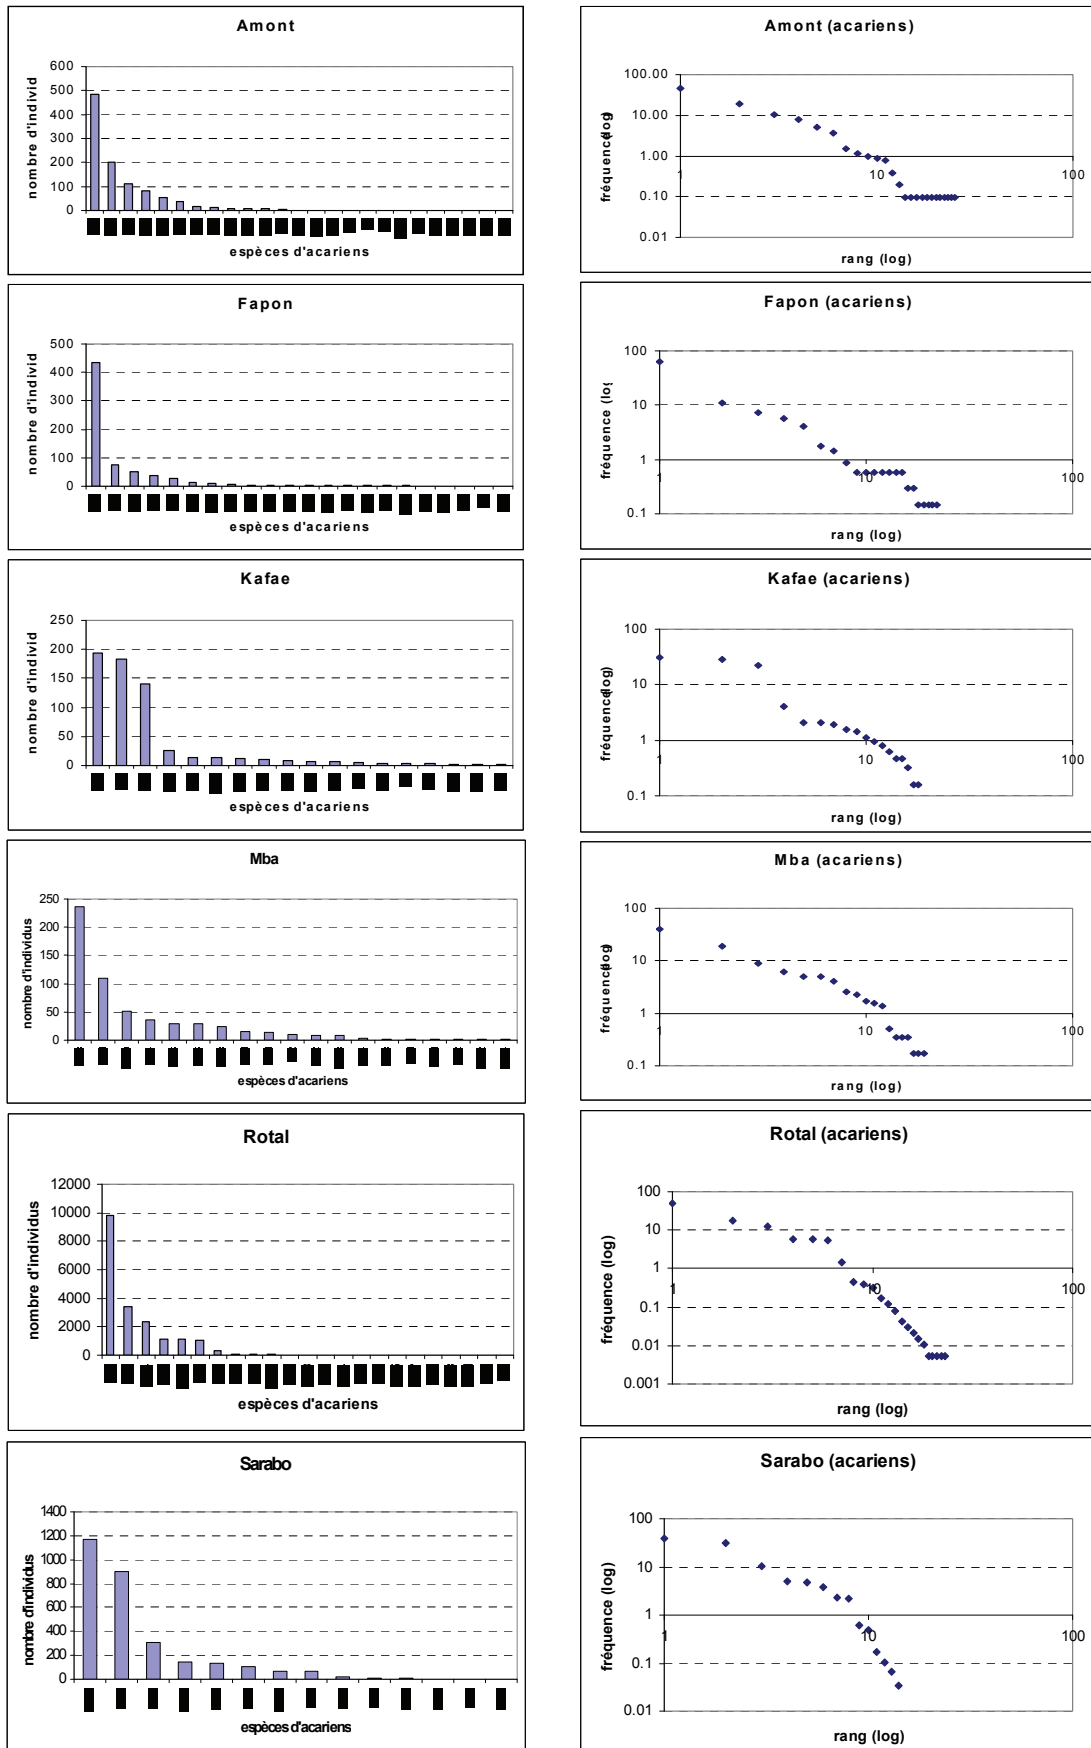 Amont
600
500
400
300
200
100
0
nombre d'individ
espèces d'acariens
Amont (acariens)
100.00
10.00
1.00
0.10
0.01
1
10
100
rang (log)
Fapon
500
400
300
200
100
0
nombre d'individ
espèces d'acariens
Fapon (acariens)
100
10
1
0.1
1
10
100
fréquence (log
rang (log)
Kafae
250
200
150
100
50
0
nombre d'individ
espèces d'acariens
Kafae (acariens)
100
10
1
0.1
1
10
100
rang (log)
Mba
250
200
150
100
50
0
nombre d'individus
espèces d'acariens
Mba (acariens)
100
10
1
0.1
1
10
100
rang (log)
Rotal
12000
10000
8000
6000
4000
2000
0
nombre d'individus
espèces d'acariens
Rotal (acariens)
100
10
1
0.1
0.01
0.001
1
10
100
fréquence (log)
rang (log)
Sarabo
1400
1200
1000
800
600
400
200
0
nombre d'individus
espèces d'acariens
Sarabo (acariens)
100
10
1
0.1
0.01
1
10
100
fréquence (log)
rang (log)